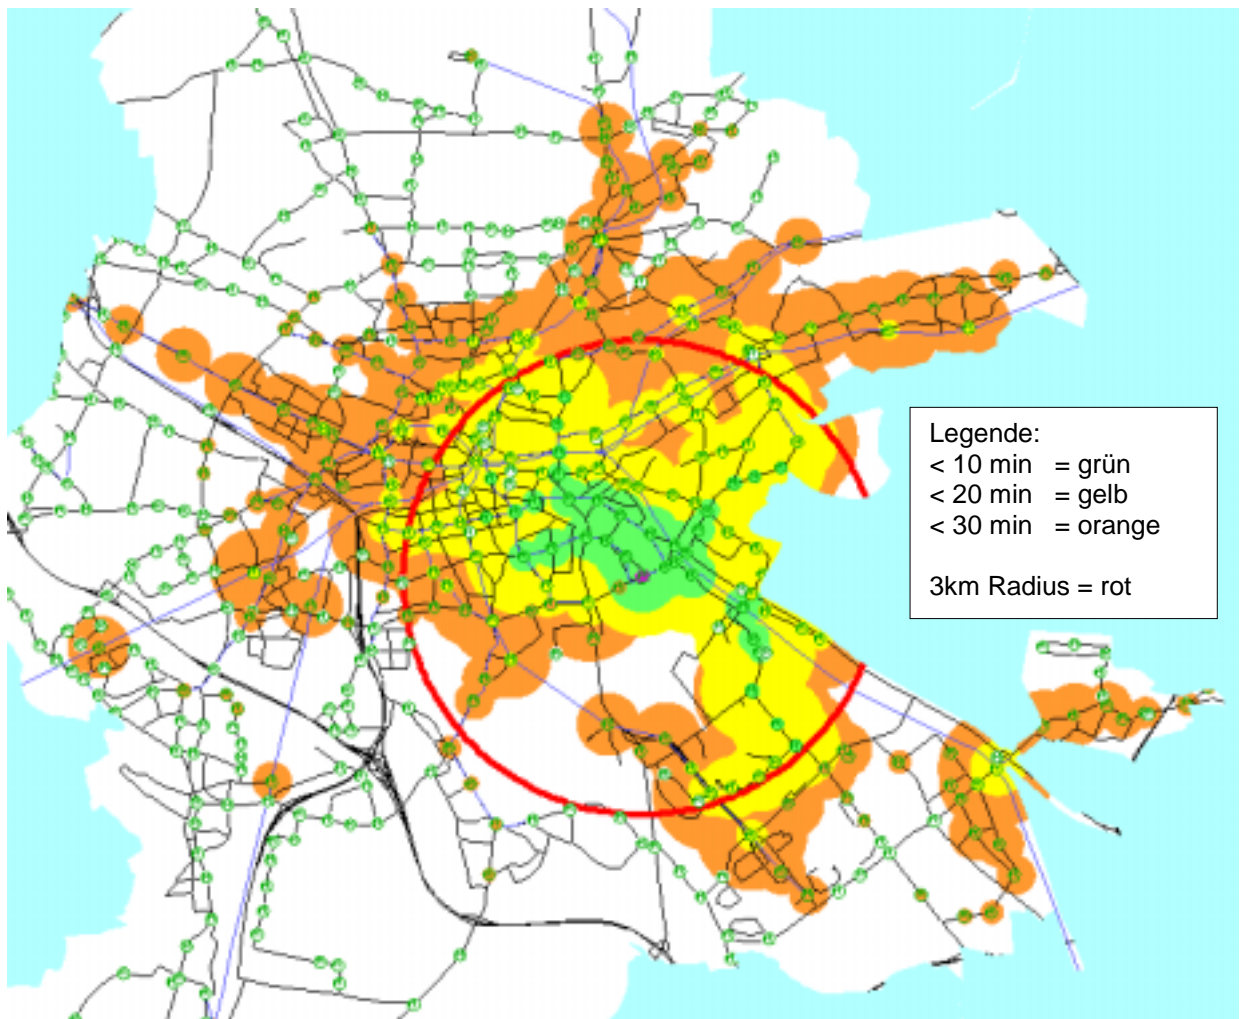 Legende:
< 10 min = grün
< 20 min = gelb
< 30 min = orange
3km Radius = rot